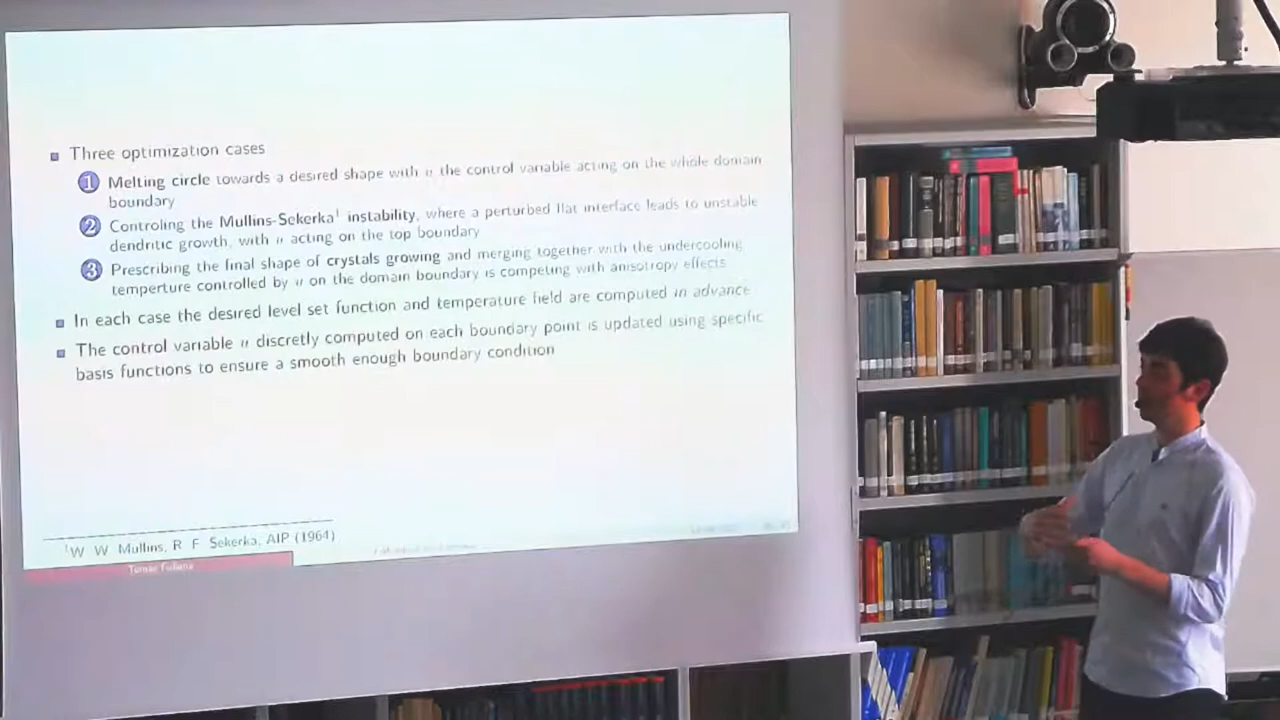 Three optimization cases
1 Melting circle towards a desired shape with u the control variable acting on the whole domain
boundary
2 Controling the Mullins-Sekerka¹ instability, where a perturbed flat interface leads to unstable
dendritic growth, with u acting on the top boundary
3 Prescribing the final shape of crystals growing and merging together with the undercooling
temperture controlled by u on the domain boundary is competing with anisotropy effects
In each case the desired level set function and temperature field are computed in advance
The control variable u discretly computed on each boundary point is updated using specific
basis functions to ensure a smooth enough boundary condition
¹W W Mullins, R F Sekerka, AIP (1964)